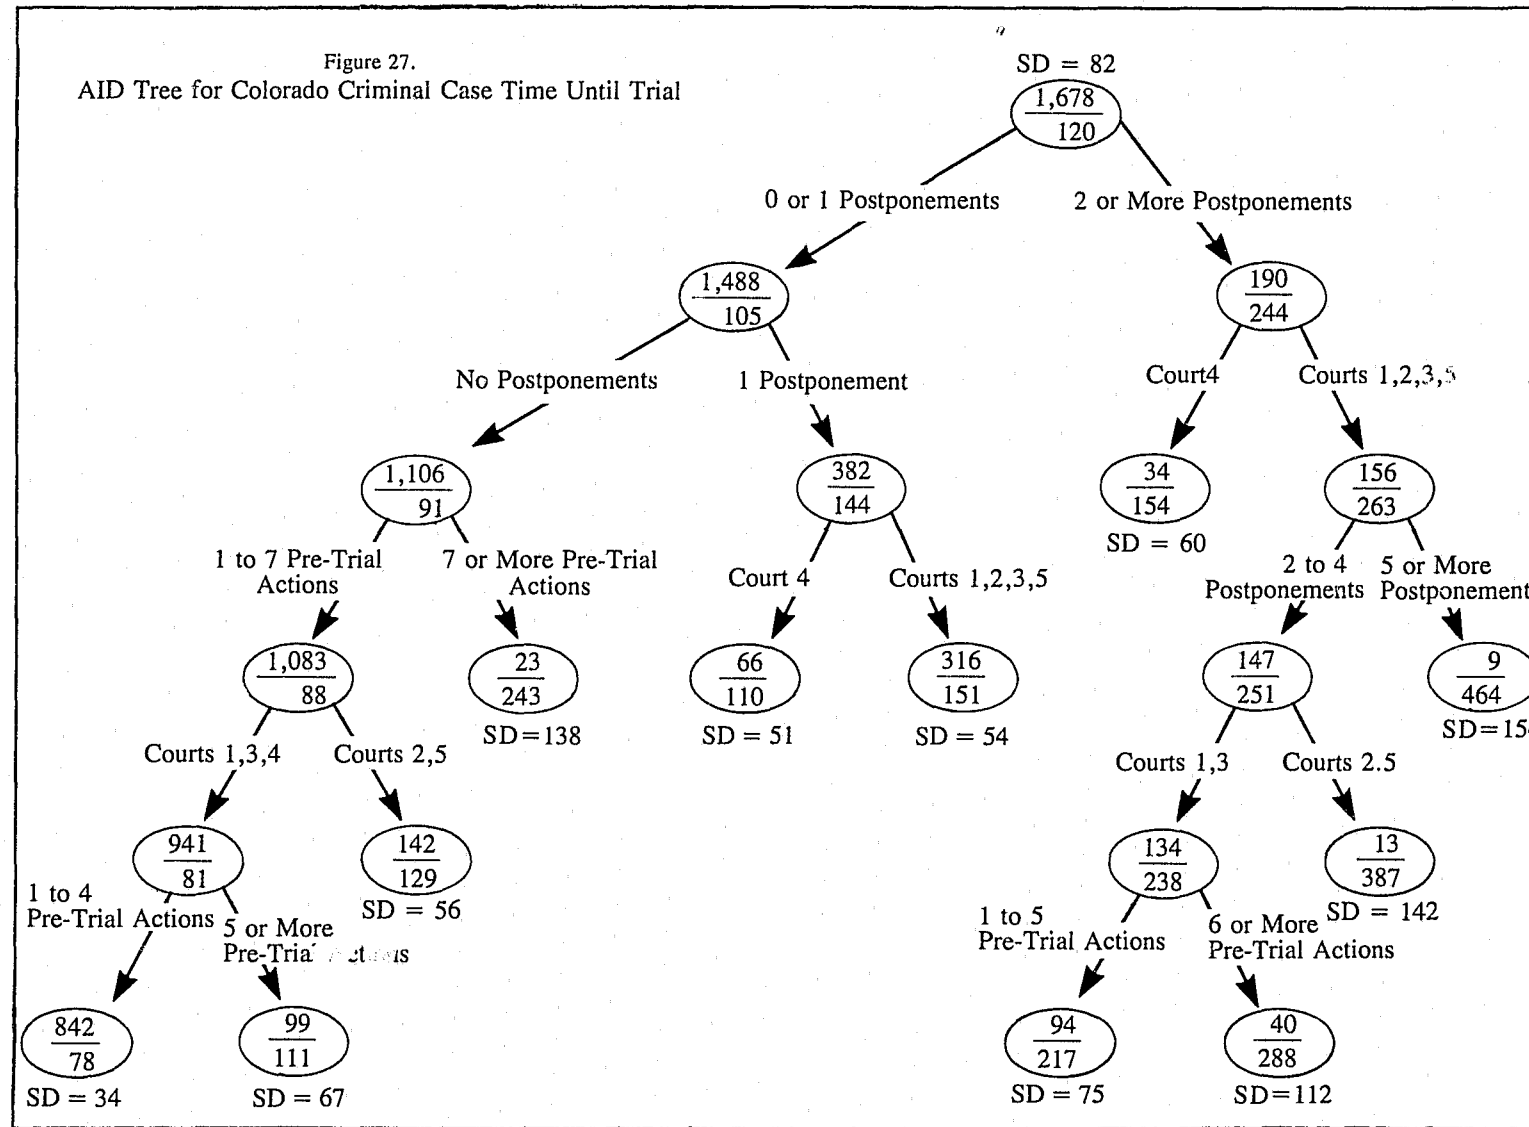 Figure 27.
AID Tree for Colorado Criminal Case Time Until Trial
SD = 82
1,678
120
0 or 1 Postponements
2 or More Postponements
1,488
105
190
244
No Postponements
1 Postponement
Court4
Courts 1,2,3,5
1,106
91
382
144
34
154
SD = 60
156
263
1 to 7 Pre-Trial
Actions
7 or More Pre-Trial
Actions
Court 4
Courts 1,2,3,5
2 to 4
Postponements
5 or More
Postponement
1,083
88
23
243
SD=138
66
110
SD = 51
316
151
SD = 54
147
251
9
464
SD=154
Courts 1,3,4
Courts 2,5
Courts 1,3
Courts 2.5
941
81
142
129
SD = 56
134
238
13
387
SD = 142
1 to 4
Pre-Trial Actions
5 or More
Pre-Trial
1 to 5
Pre-Trial Actions
6 or More
Pre-Trial Actions
842
78
SD = 34
99
111
SD = 67
94
217
SD = 75
40
288
SD=112